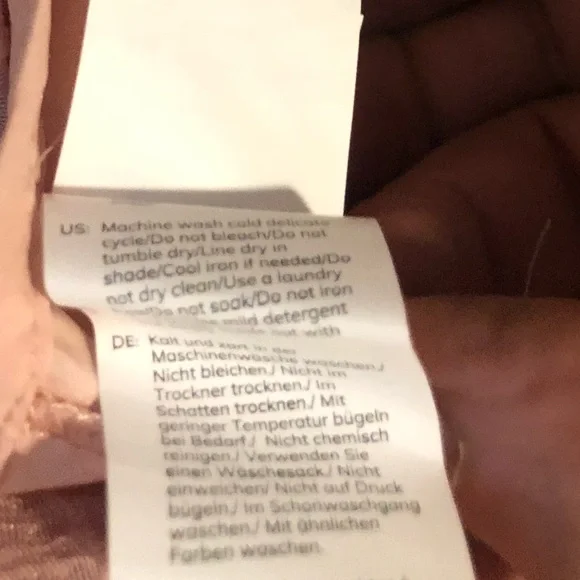 US: Machine wash cold delicate
cycle/Do not bleach/Do not
tumble dry/Line dry in
shade/Cool iron if needed/Do
not dry clean/Use a laundry
not soak/Do not iron
mild detergent
with
DE: Kalt und zart in der
Maschinenwäsche waschen./
Nicht bleichen./ Nicht im
Trockner trocknen./ Im
Schatten trocknen./ Mit
geringer Temperatur bügeln
bei Bedarf./ Nicht chemisch
reinigen./ Verwenden Sie
einen Wäschesack./ Nicht
einweichen/ Nicht auf Druck
bügeln./ Im Schonwaschgang
waschen./ Mit ähnlichen
Farben waschen.